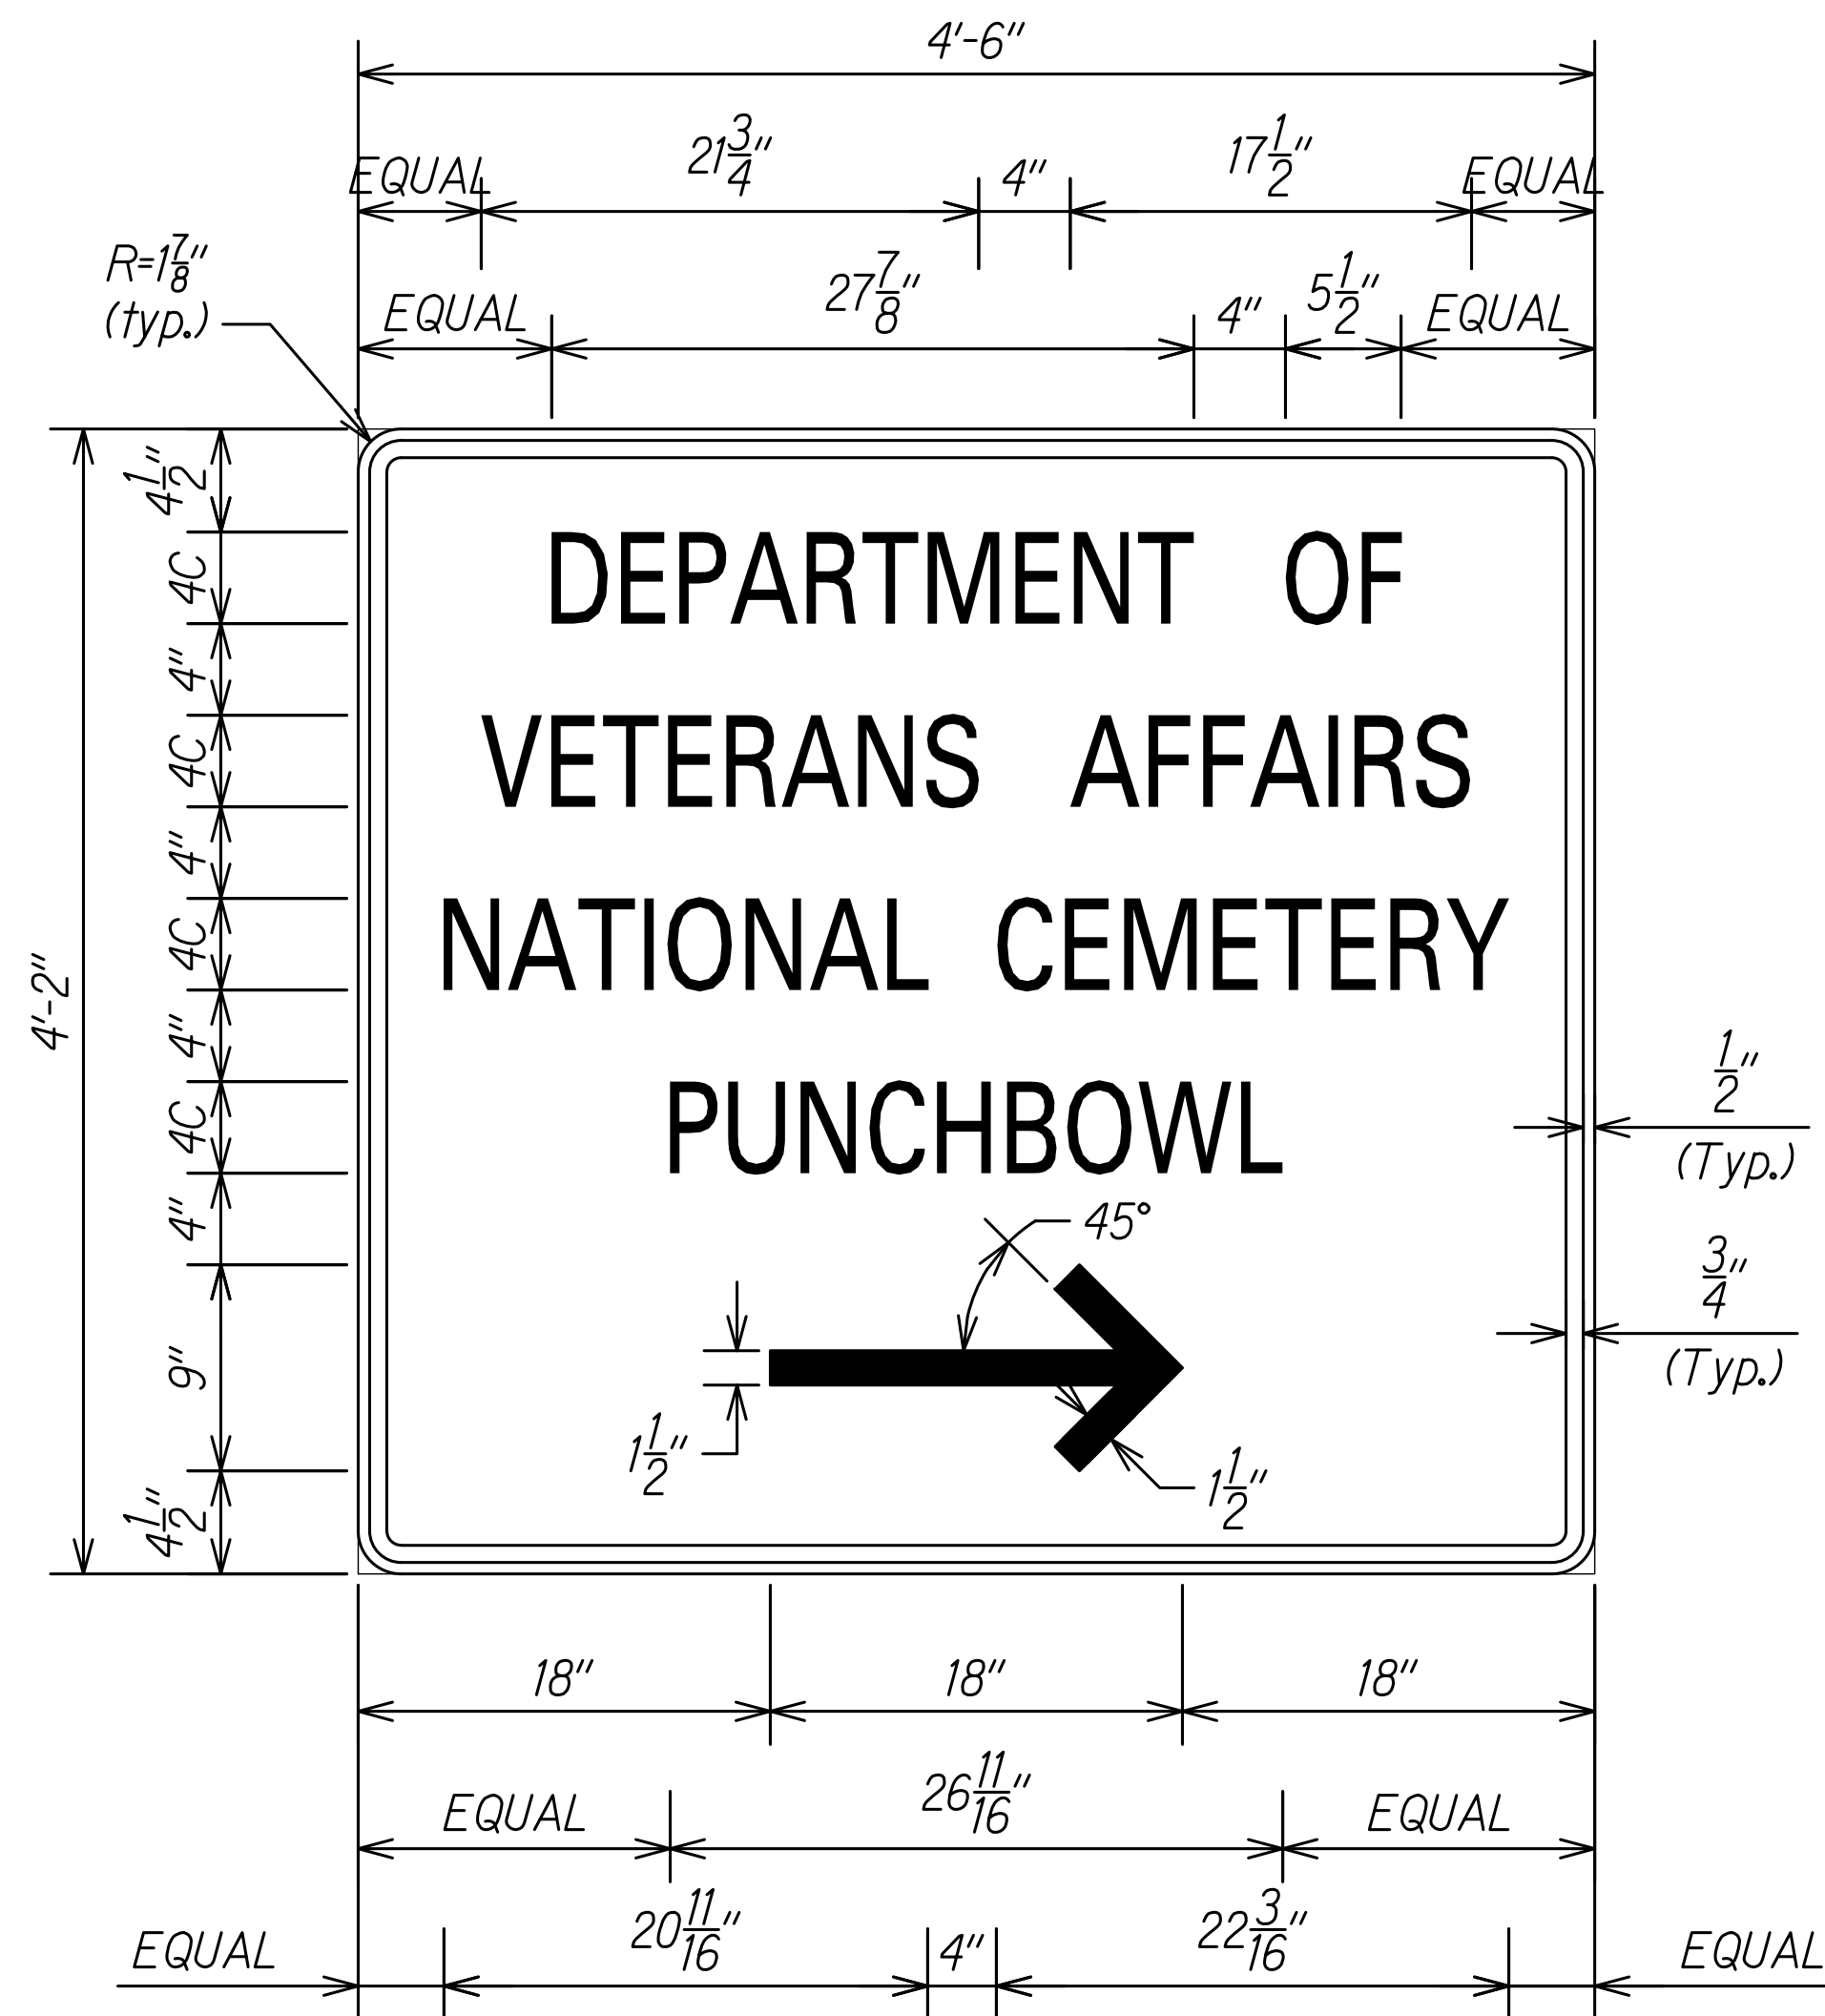 4'-6"
EQUAL 21 3/4" 4" 17 1/2" EQUAL
R=1 7/8"
(typ.)
EQUAL 27 7/8" 4" 5 1/2" EQUAL
4'-2"
4 1/2"
4C
4"
4C
4"
4C
4"
4C
4"
9"
4 1/2"
DEPARTMENT OF
VETERANS AFFAIRS
NATIONAL CEMETERY
PUNCHBOWL
1/2"
(Typ.)
45°
3/4"
(Typ.)
1 1/2"
1 1/2"
18" 18" 18"
EQUAL 26 11/16" EQUAL
EQUAL 20 11/16" 4" 22 3/16" EQUAL